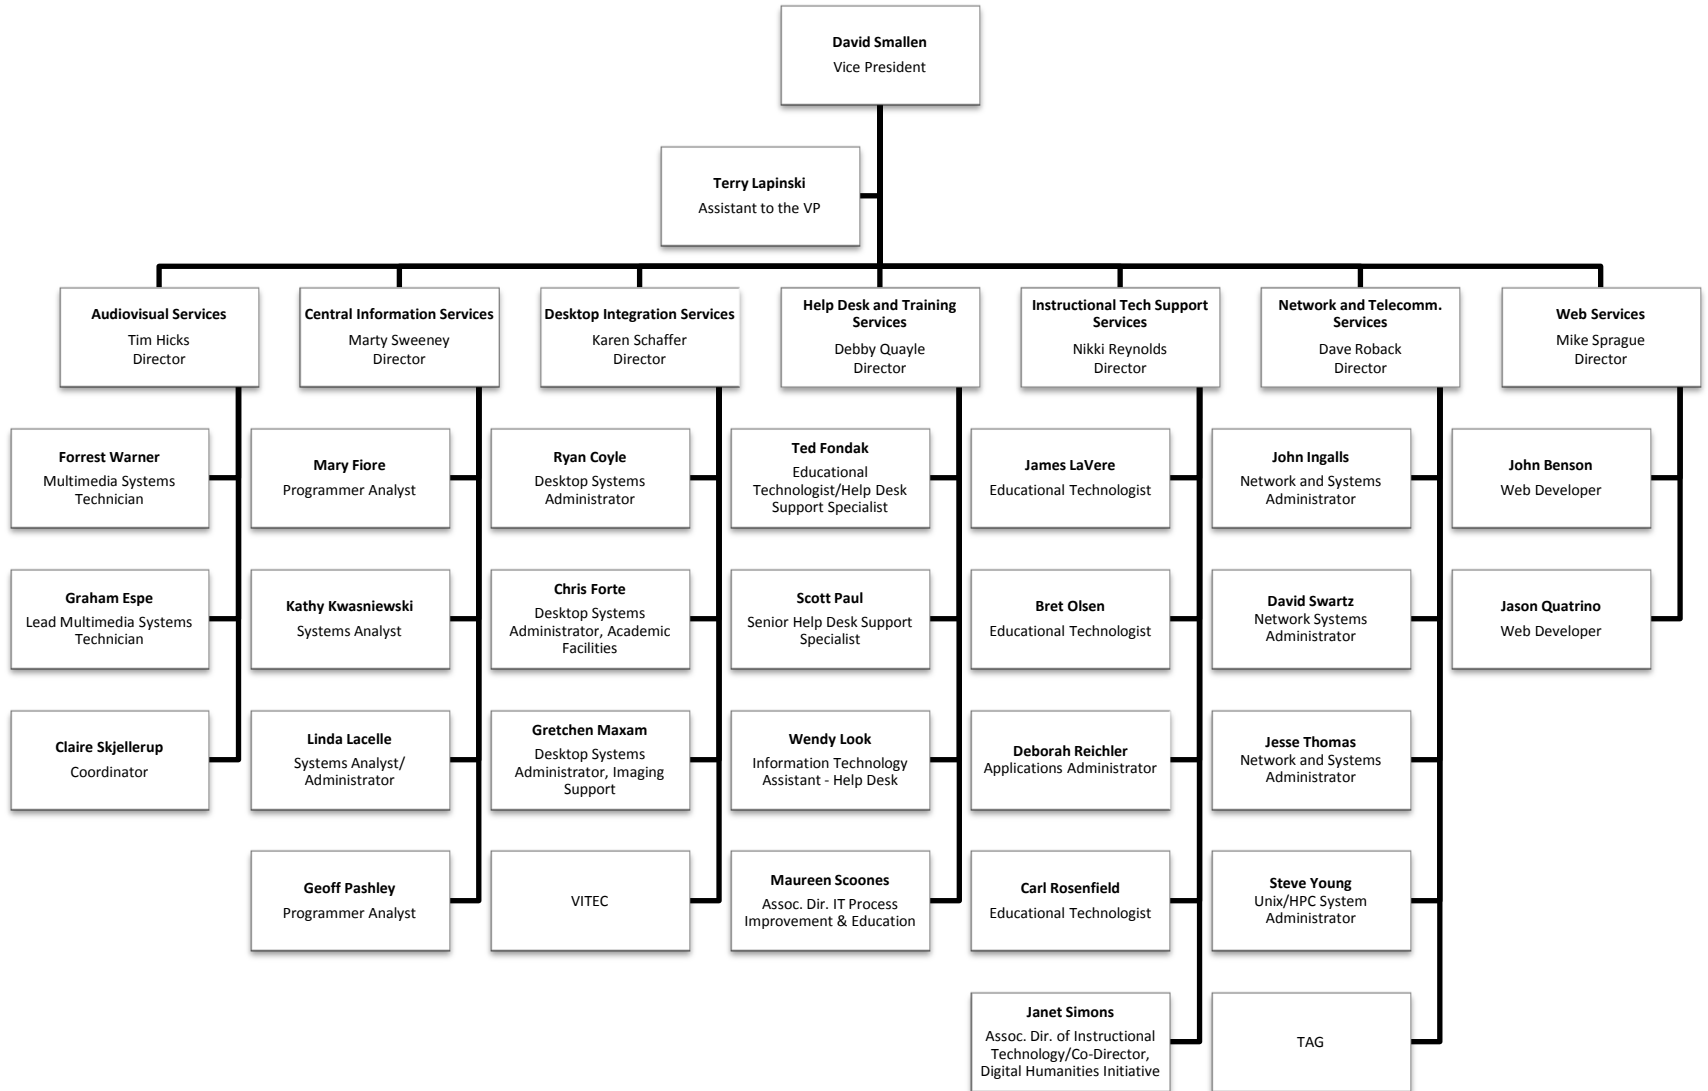 David Smallen
Vice President
Terry Lapinski
Assistant to the VP
Audiovisual Services
Tim Hicks
Director
Forrest Warner
Multimedia Systems
Technician
Graham Espe
Lead Multimedia Systems
Technician
Claire Skjellerup
Coordinator
Central Information Services
Marty Sweeney
Director
Mary Fiore
Programmer Analyst
Kathy Kwasniewski
Systems Analyst
Linda Lacelle
Systems Analyst/
Administrator
Geoff Pashley
Programmer Analyst
Desktop Integration Services
Karen Schaffer
Director
Ryan Coyle
Desktop Systems
Administrator
Chris Forte
Desktop Systems
Administrator, Academic
Facilities
Gretchen Maxam
Desktop Systems
Administrator, Imaging
Support
VITEC
Help Desk and Training
Services
Debby Quayle
Director
Ted Fondak
Educational
Technologist/Help Desk
Support Specialist
Scott Paul
Senior Help Desk Support
Specialist
Wendy Look
Information Technology
Assistant - Help Desk
Maureen Scoones
Assoc. Dir. IT Process
Improvement & Education
Instructional Tech Support
Services
Nikki Reynolds
Director
James LaVere
Educational Technologist
Bret Olsen
Educational Technologist
Deborah Reichler
Applications Administrator
Carl Rosenfield
Educational Technologist
Janet Simons
Assoc. Dir. of Instructional
Technology/Co-Director,
Digital Humanities Initiative
Network and Telecomm.
Services
Dave Roback
Director
John Ingalls
Network and Systems
Administrator
David Swartz
Network Systems
Administrator
Jesse Thomas
Network and Systems
Administrator
Steve Young
Unix/HPC System
Administrator
TAG
Web Services
Mike Sprague
Director
John Benson
Web Developer
Jason Quatrino
Web Developer